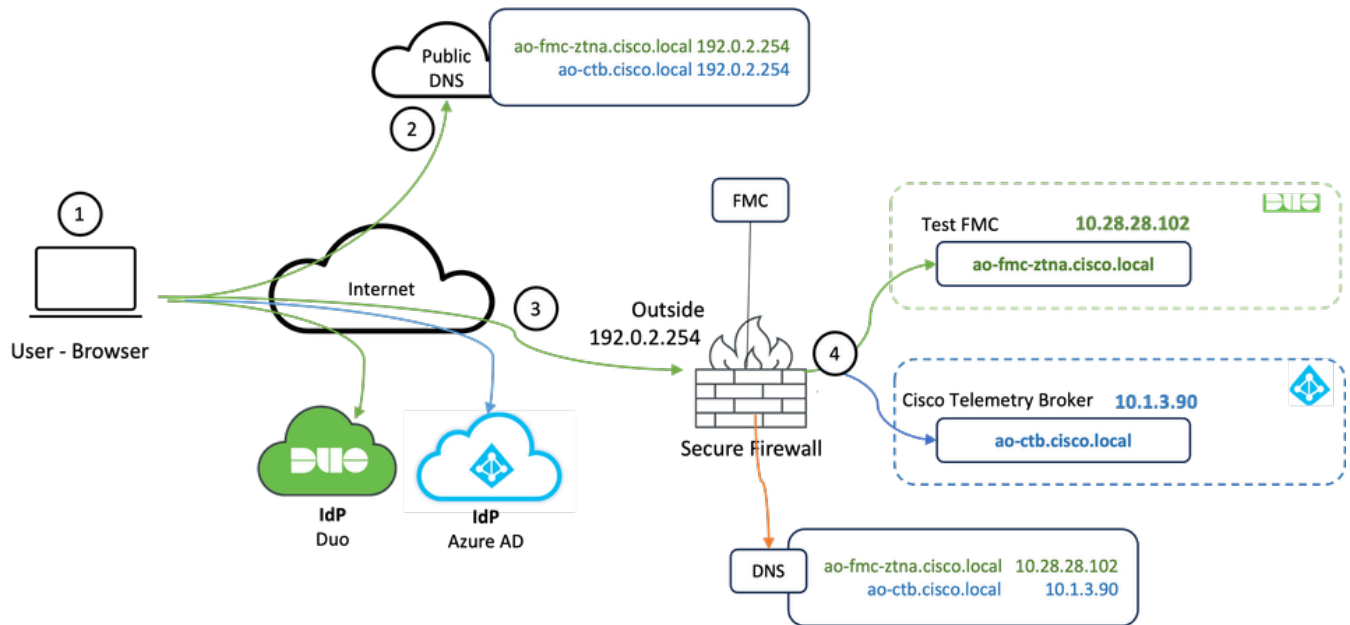 Public
DNS
ao-fmc-ztna.cisco.local 192.0.2.254
ao-ctb.cisco.local 192.0.2.254
2
1
FMC
DUO
Test FMC 10.28.28.102
ao-fmc-ztna.cisco.local
Internet
3
Outside
192.0.2.254
4
User - Browser
Cisco Telemetry Broker 10.1.3.90
ao-ctb.cisco.local
Secure Firewall
DUO
IdP
Duo
IdP
Azure AD
DNS
ao-fmc-ztna.cisco.local 10.28.28.102
ao-ctb.cisco.local 10.1.3.90